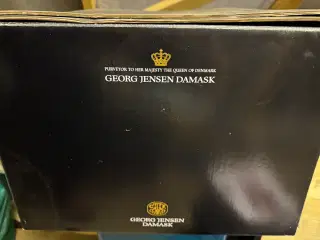 PURVEYOR TO HER MAJESTY THE QUEEN OF DENMARK
GEORG JENSEN DAMASK
GEORG JENSEN
DAMASK